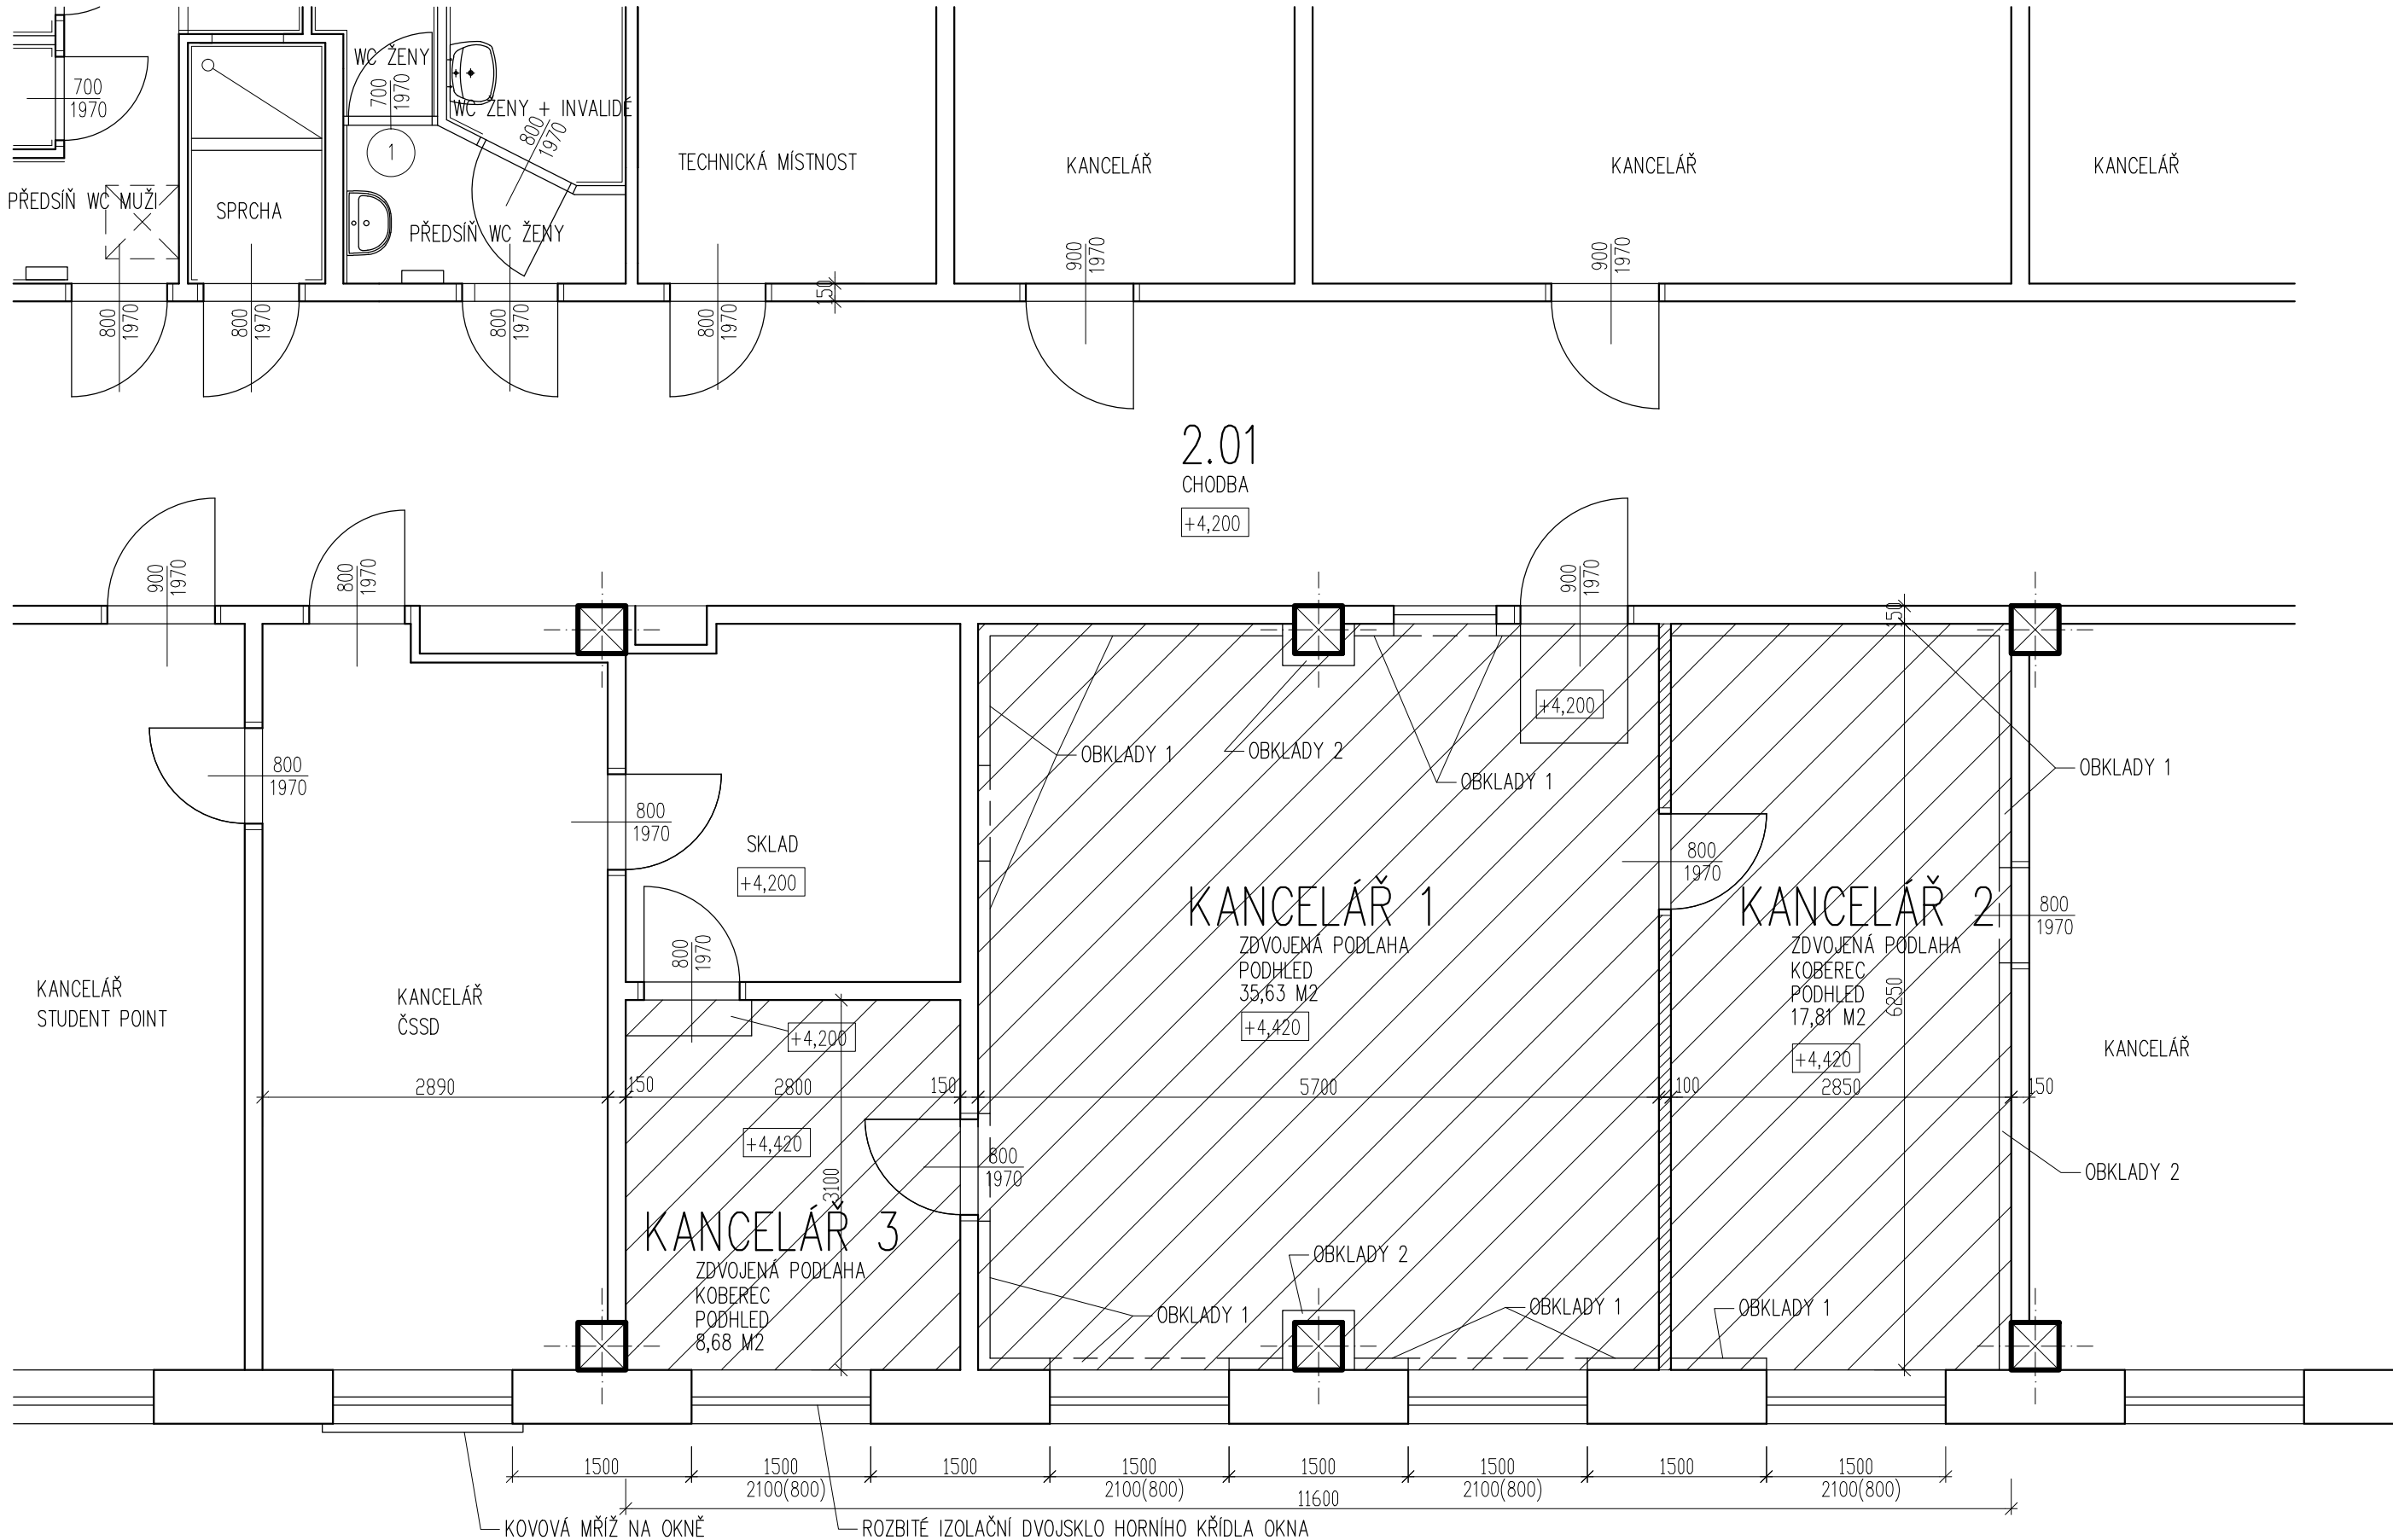 WC ŽENY
700
1970
700
1970
WC ŽENY + INVALIDÉ
800
1970
1
TECHNICKÁ MÍSTNOST
KANCELÁŘ
KANCELÁŘ
KANCELÁŘ
PŘEDSÍŇ WC MUŽI
SPRCHA
PŘEDSÍŇ WC ŽENY
900
1970
900
1970
150
800
1970
800
1970
800
1970
800
1970
2.01
CHODBA
+4,200
900
1970
800
1970
900
1970
150
+4,200
OBKLADY 1
OBKLADY 2
OBKLADY 1
OBKLADY 1
800
1970
800
1970
SKLAD
+4,200
800
1970
800
1970
KANCELÁŘ 1
ZDVOJENÁ PODLAHA
PODHLED
35,63 M2
+4,420
KANCELÁŘ 2
ZDVOJENÁ PODLAHA
KOBEREC
PODHLED
17,81 M2
+4,420
6250
800
1970
KANCELÁŘ
STUDENT POINT
KANCELÁŘ
ČSSD
+4,200
KANCELÁŘ
2890
150
2800
150
5700
100
2850
150
+4,420
3100
800
1970
OBKLADY 2
KANCELÁŘ 3
ZDVOJENÁ PODLAHA
KOBEREC
PODHLED
8,68 M2
OBKLADY 2
OBKLADY 1
OBKLADY 1
OBKLADY 1
1500
1500
2100(800)
1500
1500
2100(800)
1500
1500
2100(800)
1500
1500
2100(800)
11600
KOVOVÁ MŘÍŽ NA OKNĚ
ROZBITÉ IZOLAČNÍ DVOJSKLO HORNÍHO KŘÍDLA OKNA